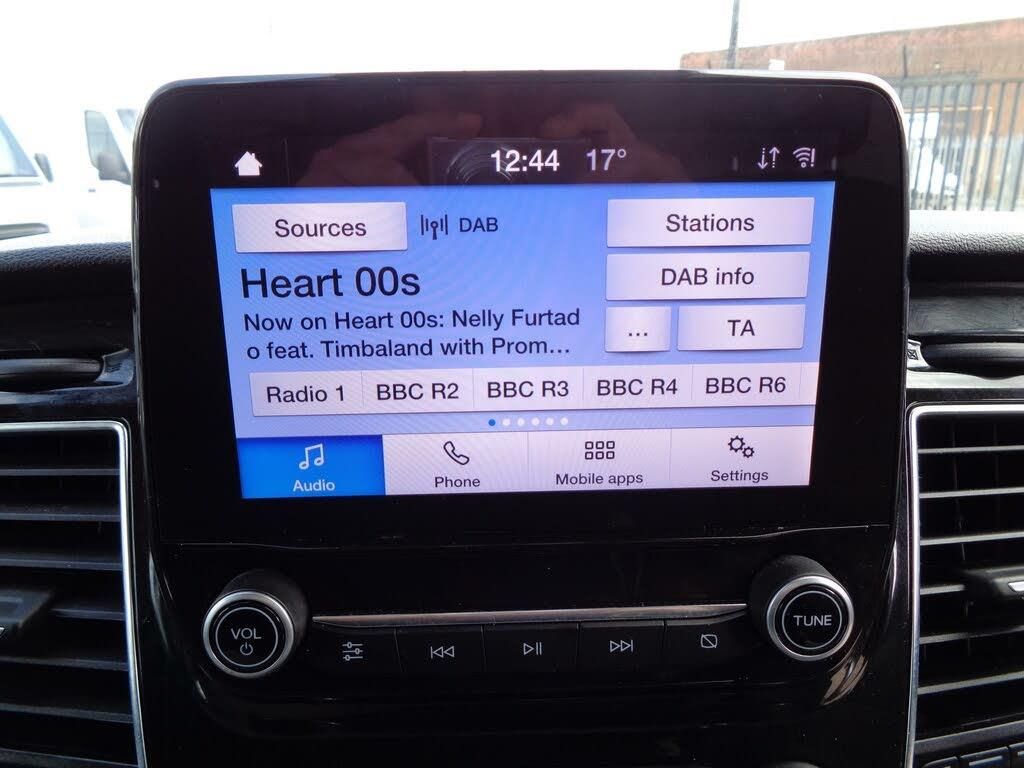 12:44 17°
Sources DAB Stations
Heart 00s DAB info
Now on Heart 00s: Nelly Furtad
o feat. Timbaland with Prom...
... TA
Radio 1 BBC R2 BBC R3 BBC R4 BBC R6
Audio Phone Mobile apps Settings
VOL TUNE